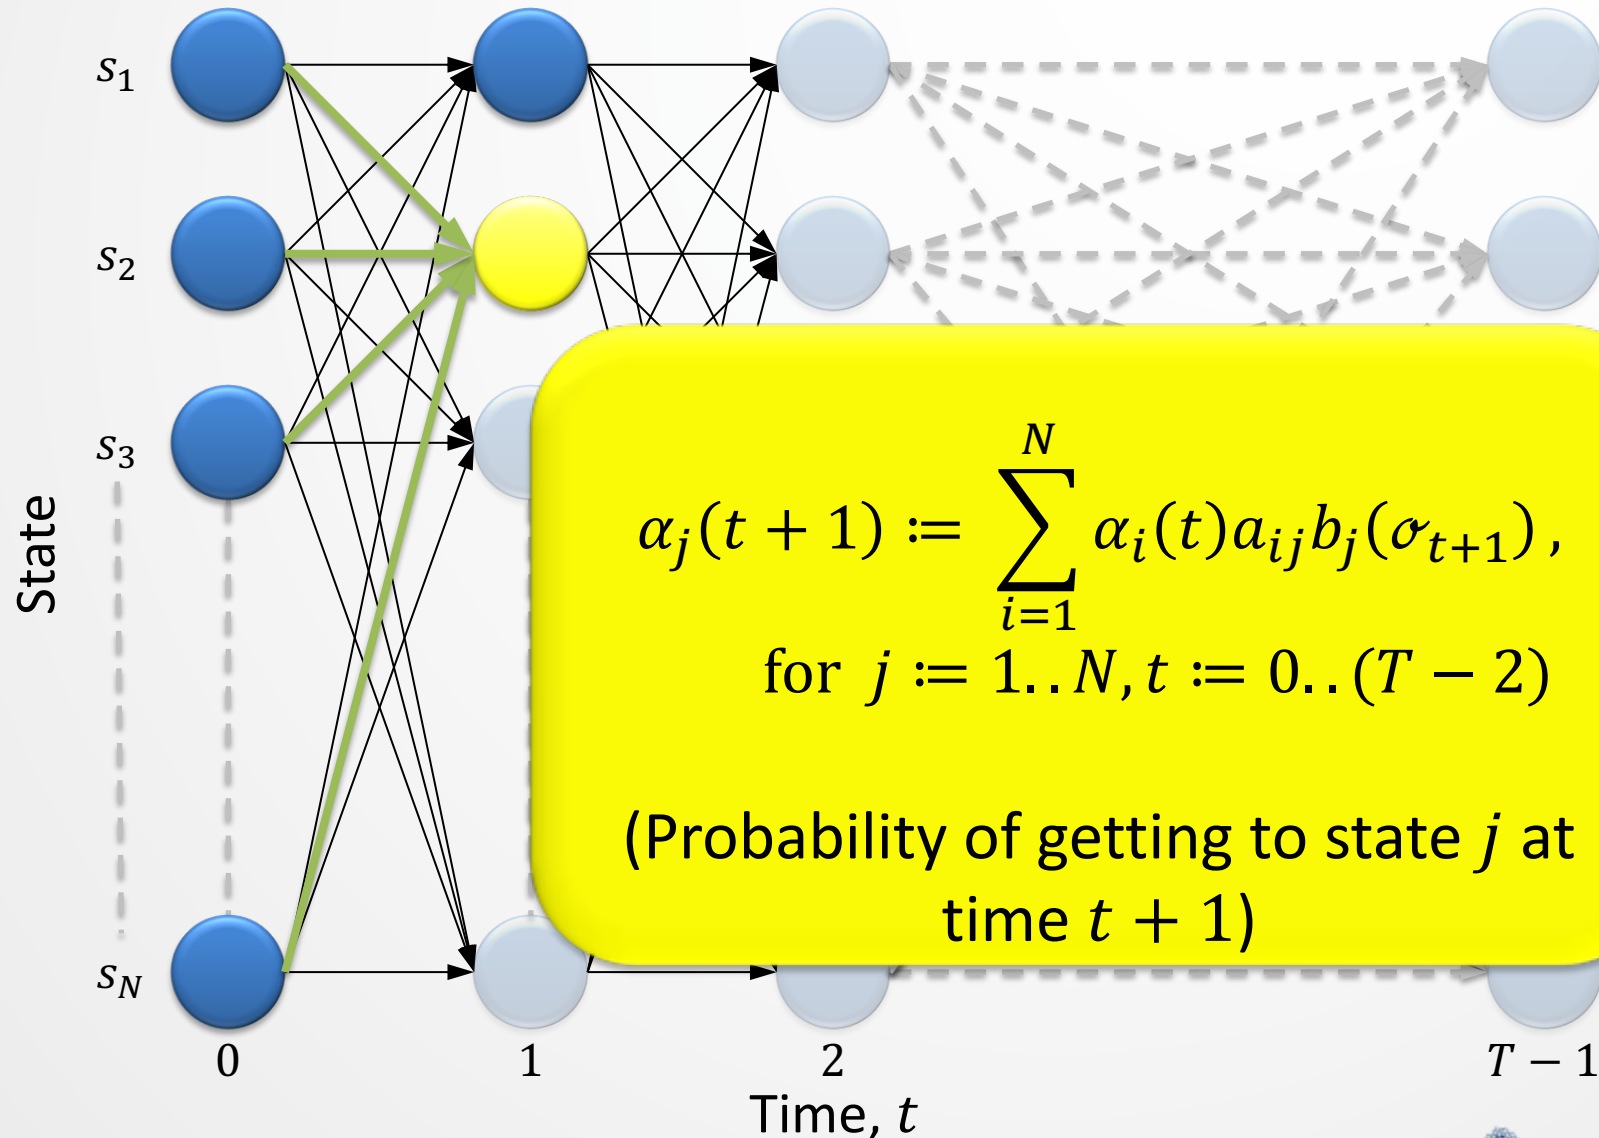 s₁
s₂
s₃
s_N
State
αⱼ(t + 1) ≔ ∑_{i=1}^{N} αᵢ(t)aᵢⱼbⱼ(𝜎ₜ₊₁) ,
for j ≔ 1. . N, t ≔ 0. . (T − 2)
(Probability of getting to state j at
time t + 1)
0 1 2 T − 1
Time, t